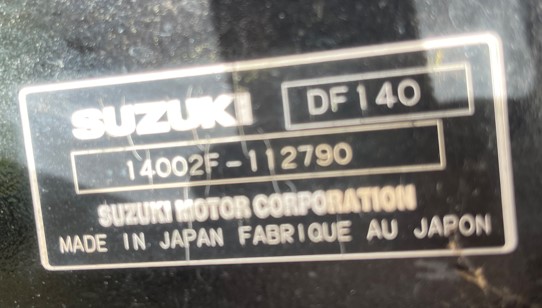 SUZUKI DF140
14002F-112790
SUZUKI MOTOR CORPORATION
MADE IN JAPAN FABRIQUE AU JAPON